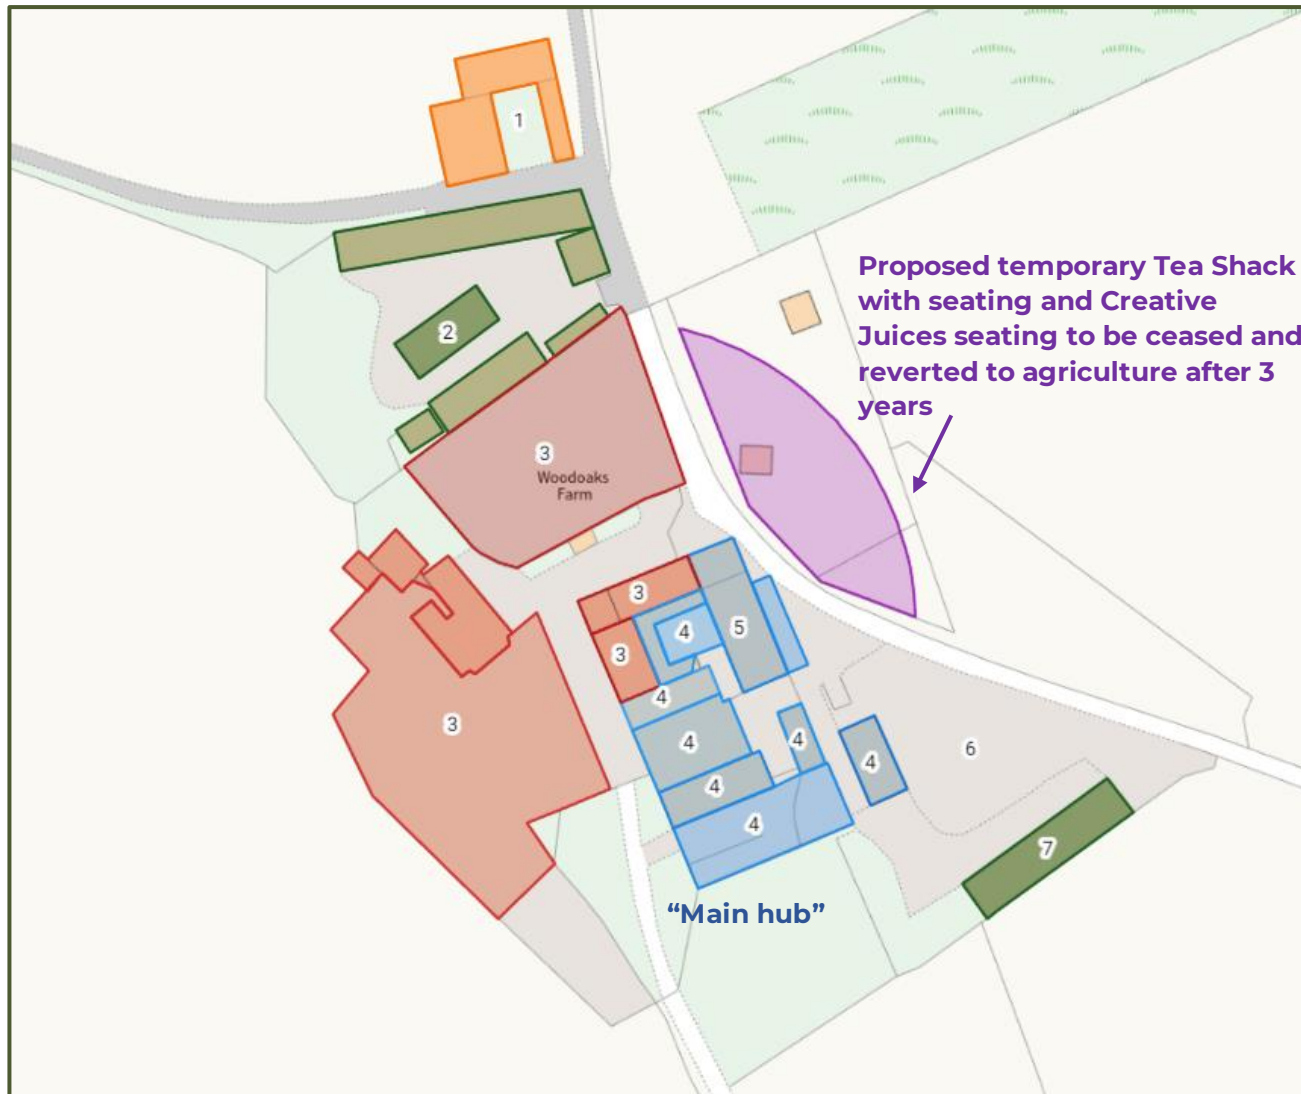 1
Proposed temporary Tea Shack
with seating and Creative
Juices seating to be ceased and
reverted to agriculture after 3
years
2
3
Woodoaks
Farm
3
4
5
3
4
3
4
4
4
6
4
4
7
“Main hub”